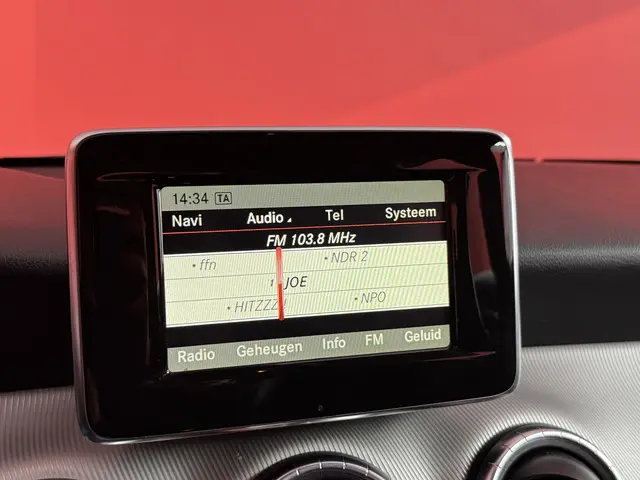 14:34 TA
Navi Audio Tel Systeem
FM 103.8 MHz
• ffn • NDR 2
1 JOE
• HITZZZ • NPO
Radio Geheugen Info FM Geluid